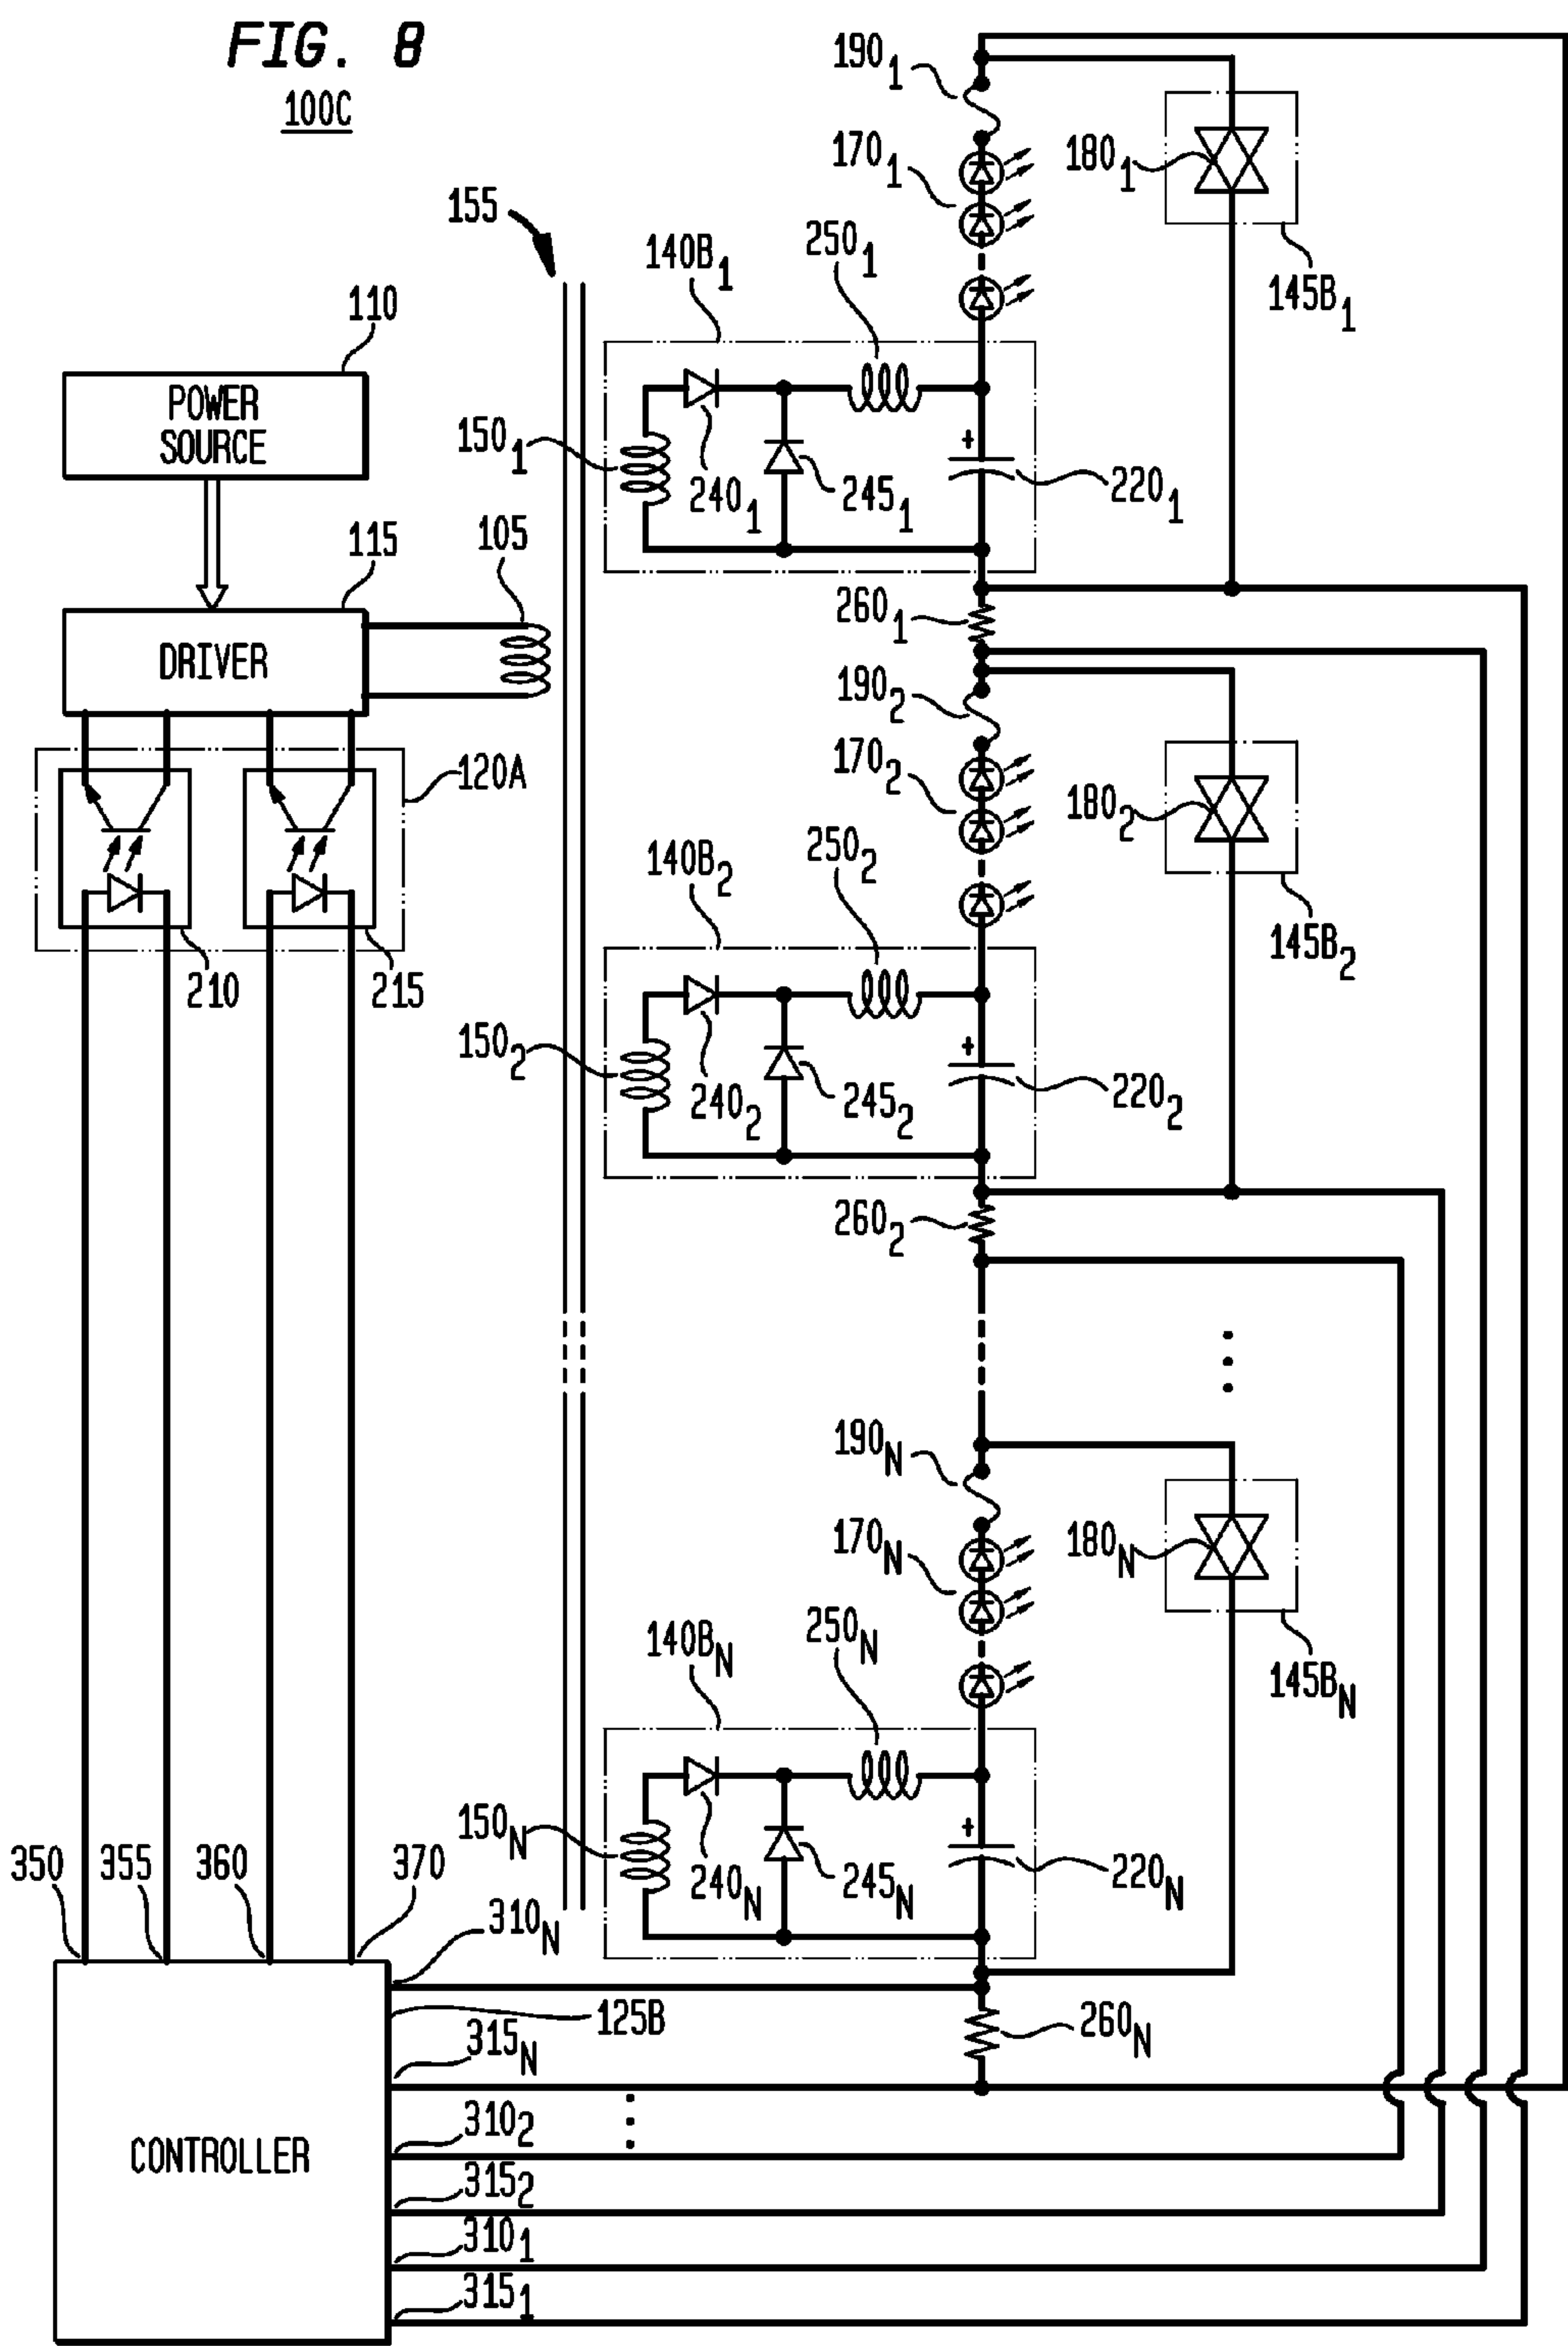 FIG. 8
100C
190₁
170₁
180₁
155
140B₁
250₁
145B₁
110
POWER
SOURCE
150₁
+
240₁
245₁
220₁
115
105
DRIVER
260₁
190₂
170₂
180₂
120A
140B₂
250₂
145B₂
210
215
150₂
+
240₂
245₂
220₂
260₂
190N
170N
180N
140BN
250N
145BN
150N
+
240N
245N
220N
350
355
360
370
310N
125B
260N
315N
310₂
CONTROLLER
315₂
310₁
315₁